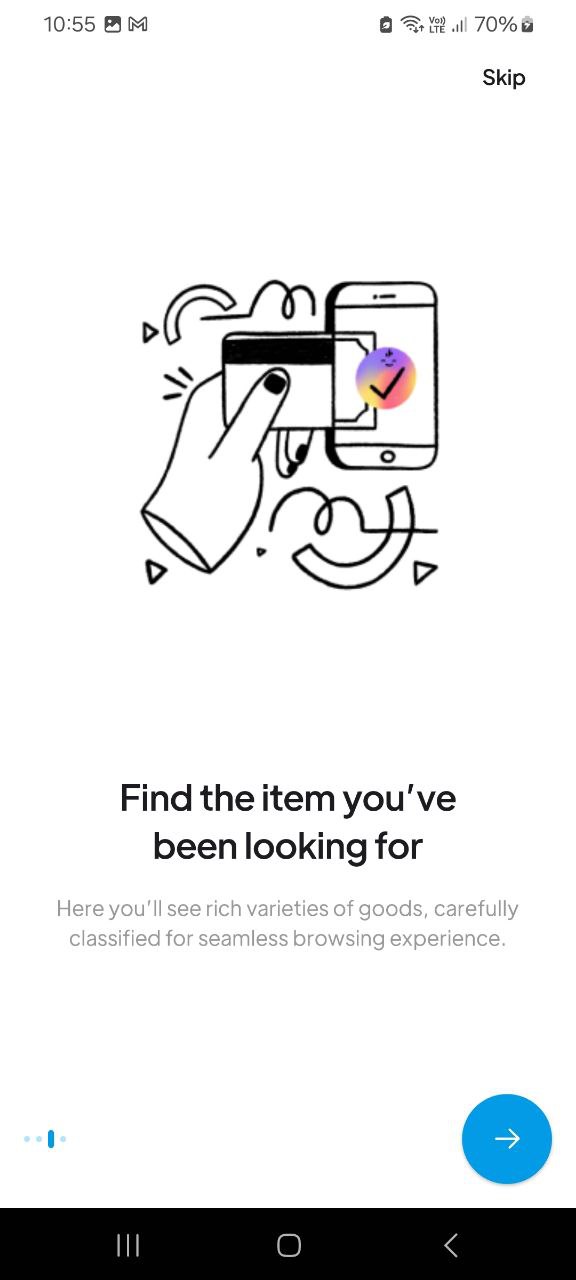 10:55
Vo))
LTE
70%
Skip
Find the item you've
been looking for
Here you'll see rich varieties of goods, carefully
classified for seamless browsing experience.